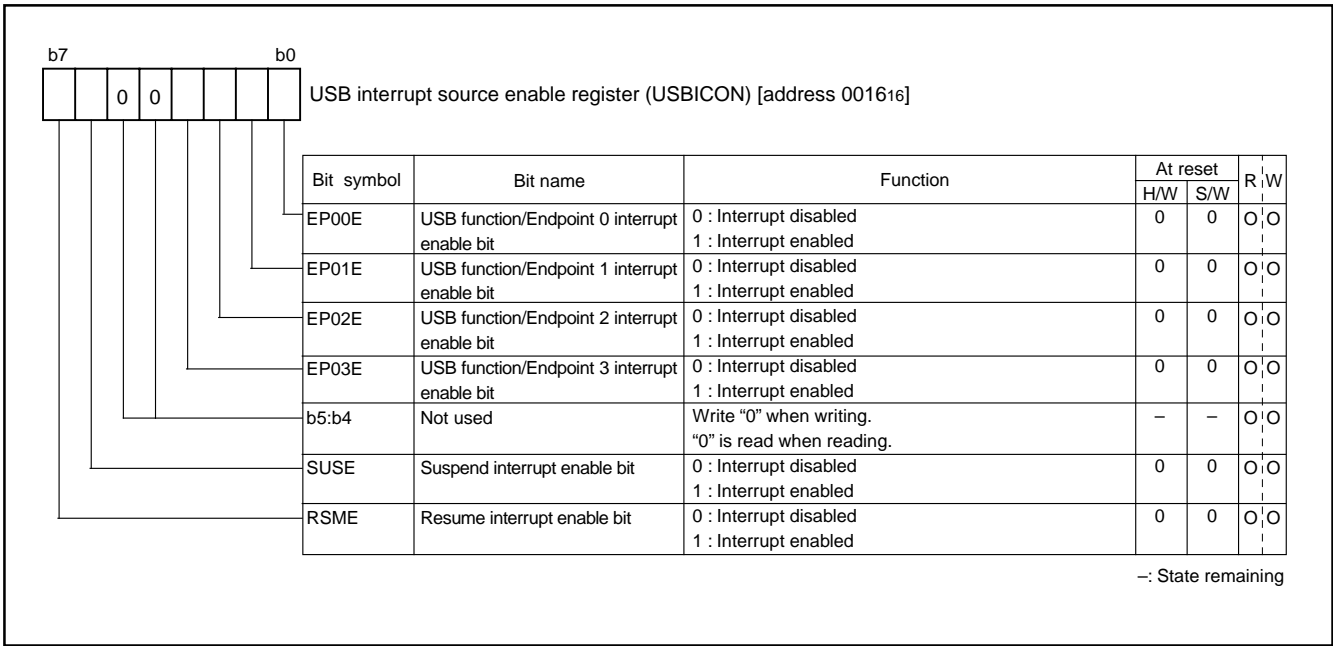 b7 b0
0 0
USB interrupt source enable register (USBICON) [address 001616]
Bit symbol Bit name Function At reset R W
H/W S/W
EP00E USB function/Endpoint 0 interrupt 0 : Interrupt disabled 0 0 O O
enable bit 1 : Interrupt enabled
EP01E USB function/Endpoint 1 interrupt 0 : Interrupt disabled 0 0 O O
enable bit 1 : Interrupt enabled
EP02E USB function/Endpoint 2 interrupt 0 : Interrupt disabled 0 0 O O
enable bit 1 : Interrupt enabled
EP03E USB function/Endpoint 3 interrupt 0 : Interrupt disabled 0 0 O O
enable bit 1 : Interrupt enabled
b5:b4 Not used Write “0” when writing. – – O O
“0” is read when reading.
SUSE Suspend interrupt enable bit 0 : Interrupt disabled 0 0 O O
1 : Interrupt enabled
RSME Resume interrupt enable bit 0 : Interrupt disabled 0 0 O O
1 : Interrupt enabled
–: State remaining